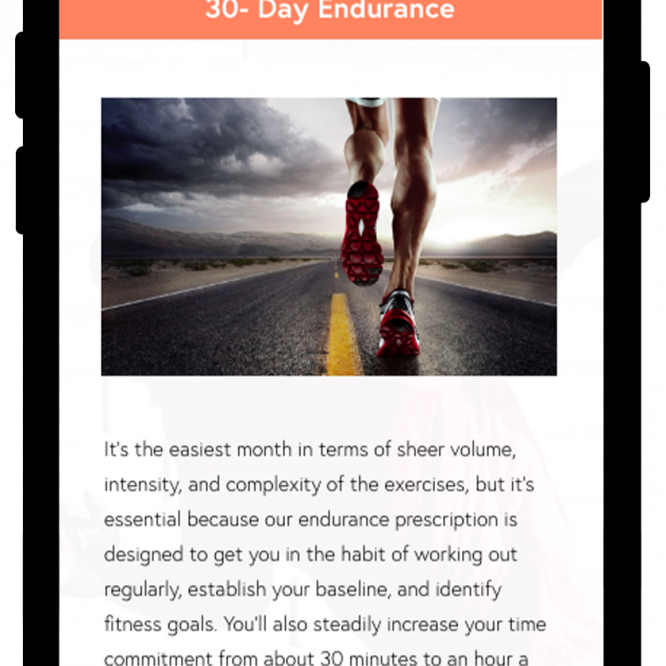 30- Day Endurance
It's the easiest month in terms of sheer volume,
intensity, and complexity of the exercises, but it's
essential because our endurance prescription is
designed to get you in the habit of working out
regularly, establish your baseline, and identify
fitness goals. You'll also steadily increase your time
commitment from about 30 minutes to an hour a